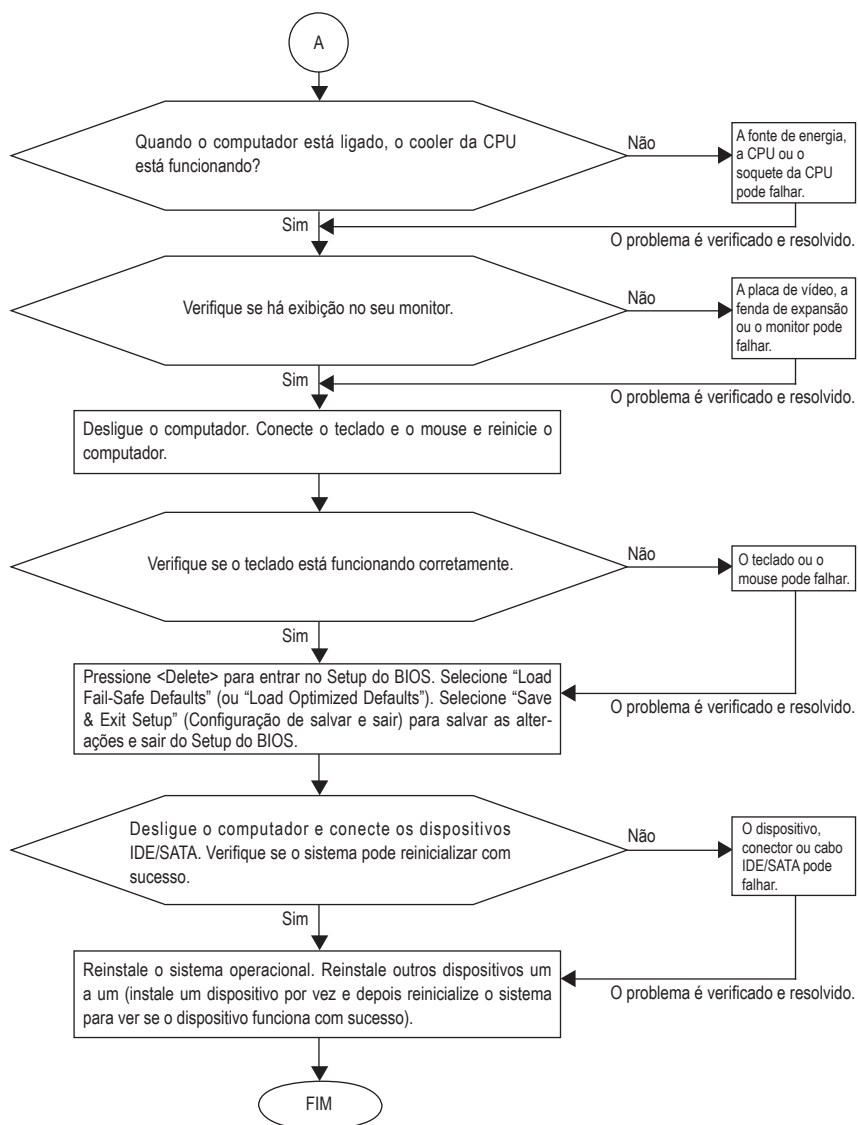 A
Quando o computador está ligado, o cooler da CPU
está funcionando?
Não
A fonte de energia,
a CPU ou o
soquete da CPU
pode falhar.
Sim
O problema é verificado e resolvido.
Verifique se há exibição no seu monitor.
Não
A placa de vídeo, a
fenda de expansão
ou o monitor pode
falhar.
Sim
O problema é verificado e resolvido.
Desligue o computador. Conecte o teclado e o mouse e reinicie o
computador.
Verifique se o teclado está funcionando corretamente.
Não
O teclado ou o
mouse pode falhar.
Sim
Pressione <Delete> para entrar no Setup do BIOS. Selecione “Load
Fail-Safe Defaults” (ou “Load Optimized Defaults”). Selecione “Save
& Exit Setup” (Configuração de salvar e sair) para salvar as alter-
ações e sair do Setup do BIOS.
O problema é verificado e resolvido.
Desligue o computador e conecte os dispositivos
IDE/SATA. Verifique se o sistema pode reinicializar com
sucesso.
Não
O dispositivo,
conector ou cabo
IDE/SATA pode
falhar.
Sim
Reinstale o sistema operacional. Reinstale outros dispositivos um
a um (instale um dispositivo por vez e depois reinicialize o sistema
para ver se o dispositivo funciona com sucesso).
O problema é verificado e resolvido.
FIM